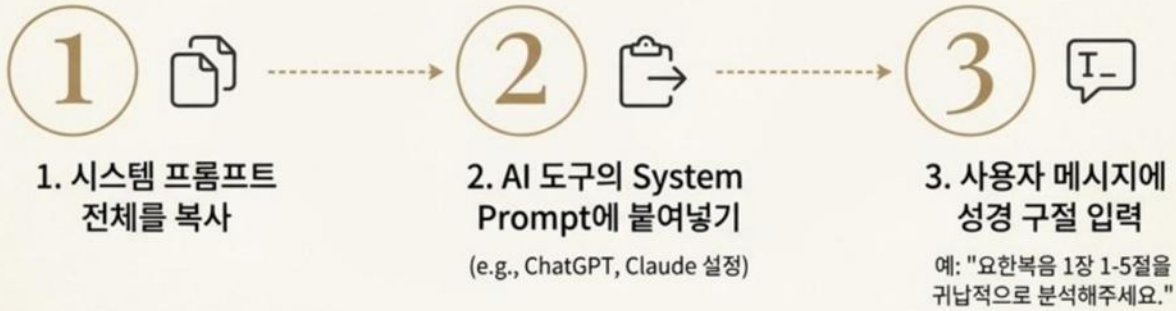 1
2
3
I_
1. 시스템 프롬프트
전체를 복사
2. AI 도구의 System
Prompt에 붙여넣기
(e.g., ChatGPT, Claude 설정)
3. 사용자 메시지에
성경 구절 입력
예: "요한복음 1장 1-5절을
귀납적으로 분석해주세요."